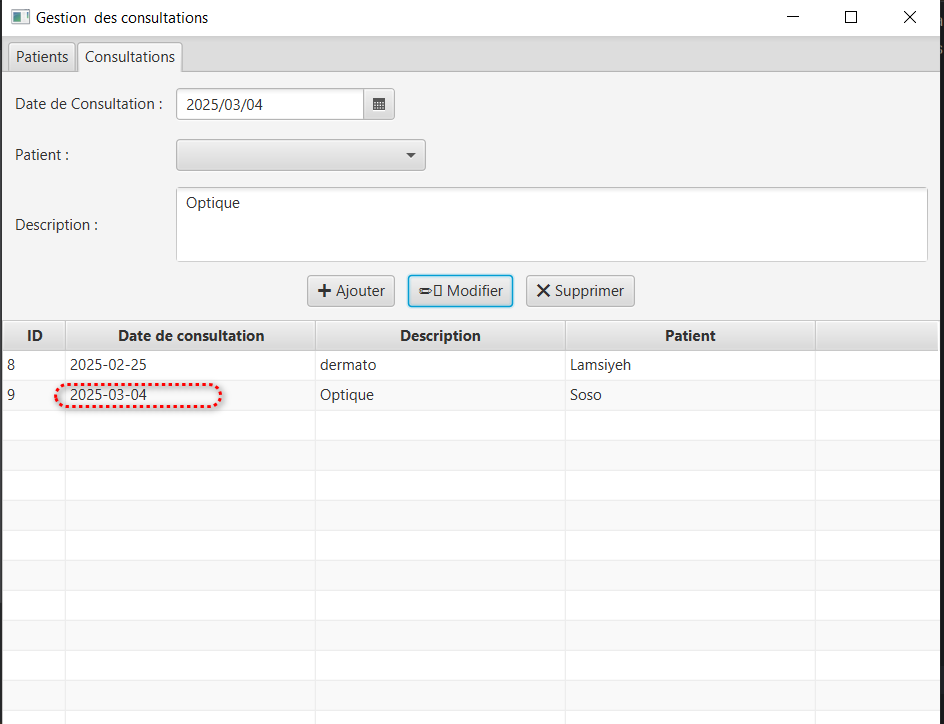 Gestion des consultations
Patients Consultations
Date de Consultation : 2025/03/04
Patient :
Description : Optique
Ajouter Modifier Supprimer
ID Date de consultation Description Patient
8 2025-02-25 dermato Lamsiyeh
9 2025-03-04 Optique Soso